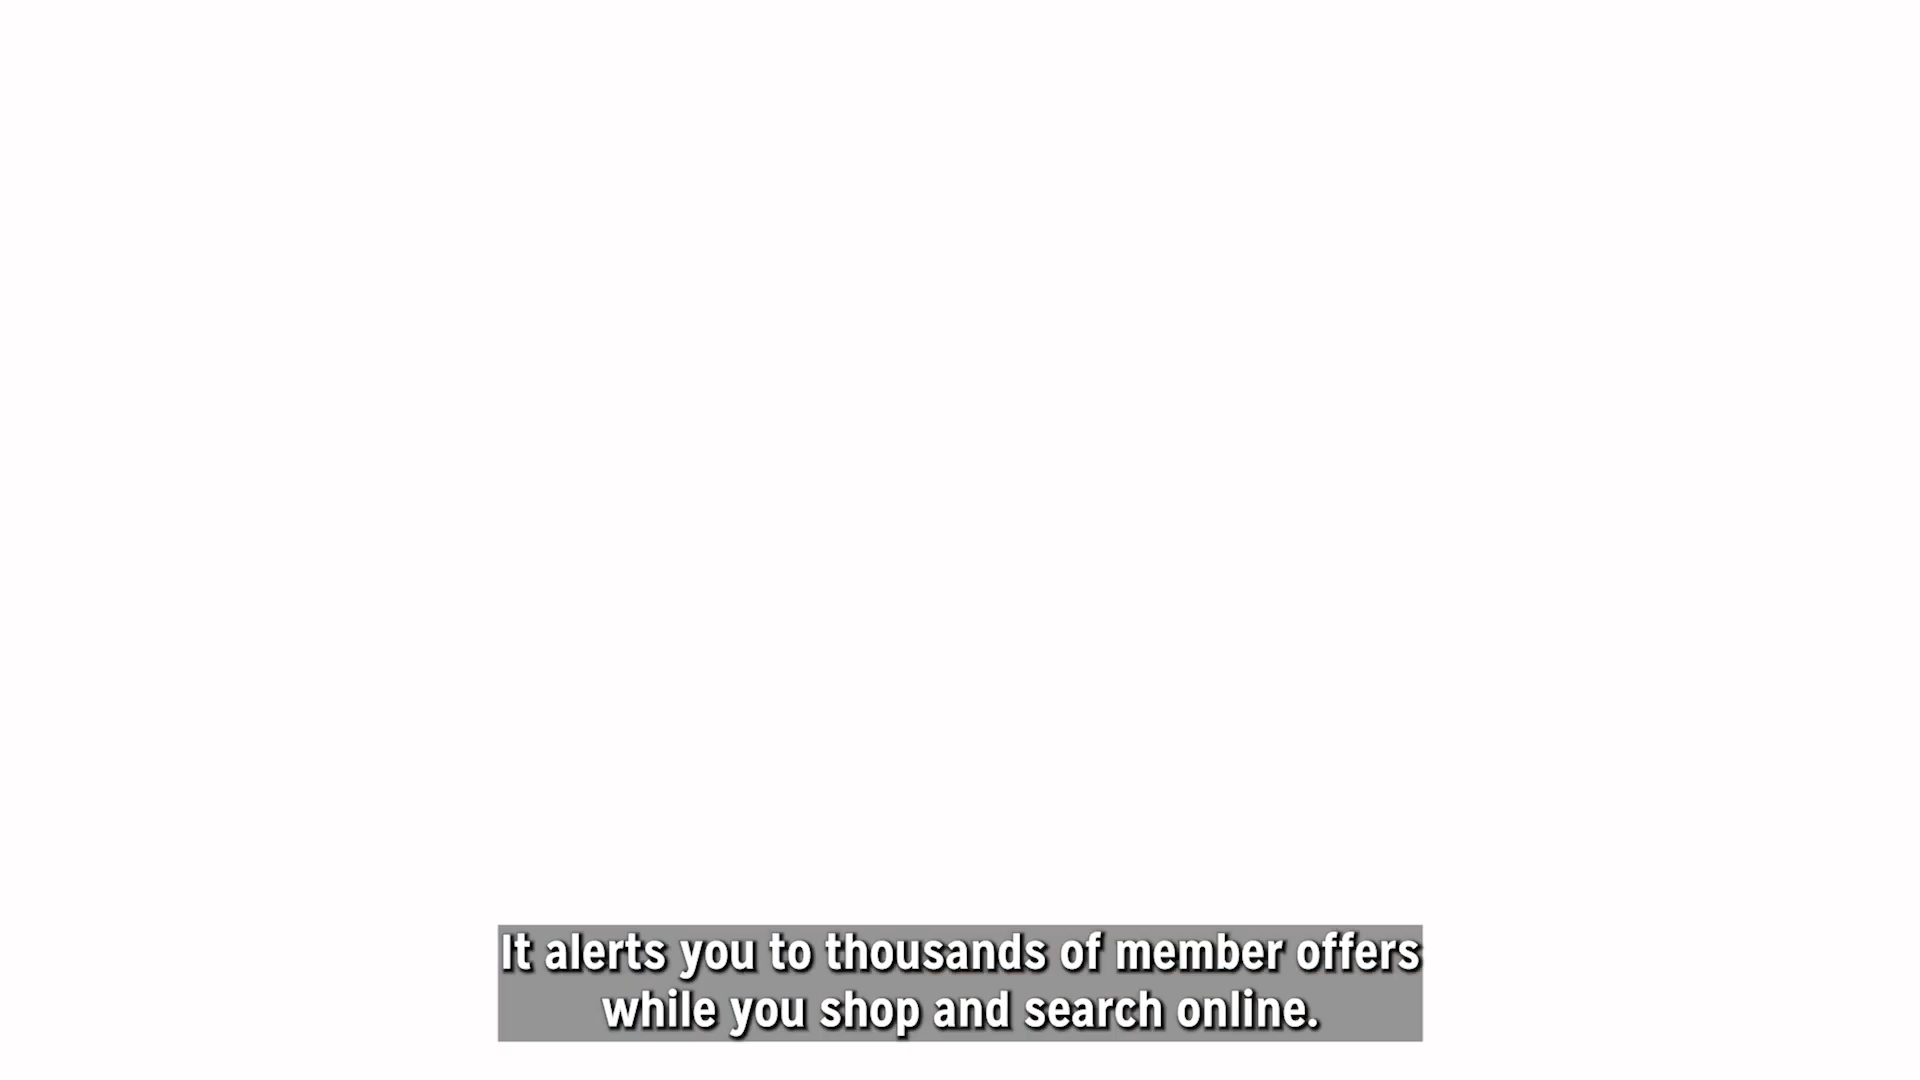 It alerts you to thousands of member offers
while you shop and search online.